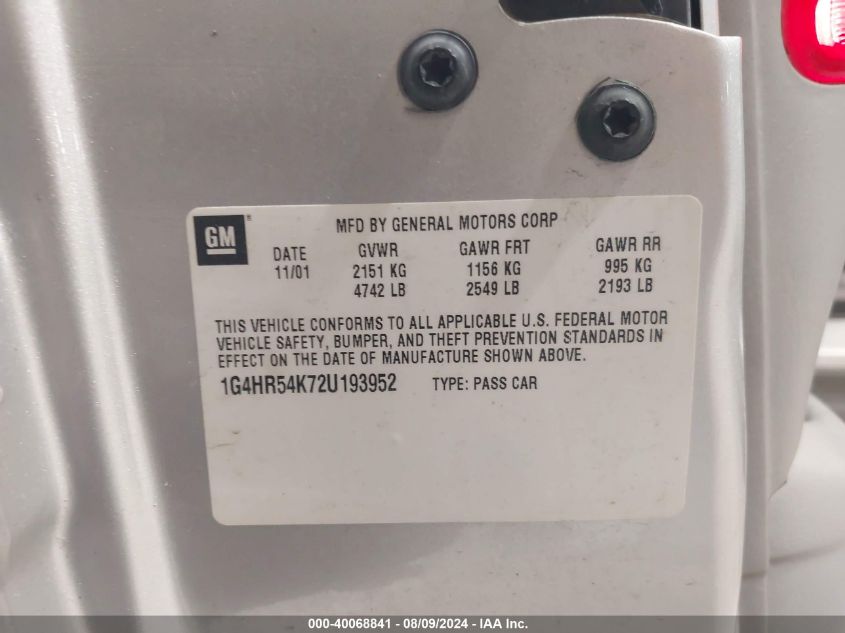 GM
MFD BY GENERAL MOTORS CORP
DATE GVWR GAWR FRT GAWR RR
11/01 2151 KG 1156 KG 995 KG
4742 LB 2549 LB 2193 LB
THIS VEHICLE CONFORMS TO ALL APPLICABLE U.S. FEDERAL MOTOR
VEHICLE SAFETY, BUMPER, AND THEFT PREVENTION STANDARDS IN
EFFECT ON THE DATE OF MANUFACTURE SHOWN ABOVE.
1G4HR54K72U193952 TYPE: PASS CAR
000-40068841 - 08/09/2024 - IAA Inc.